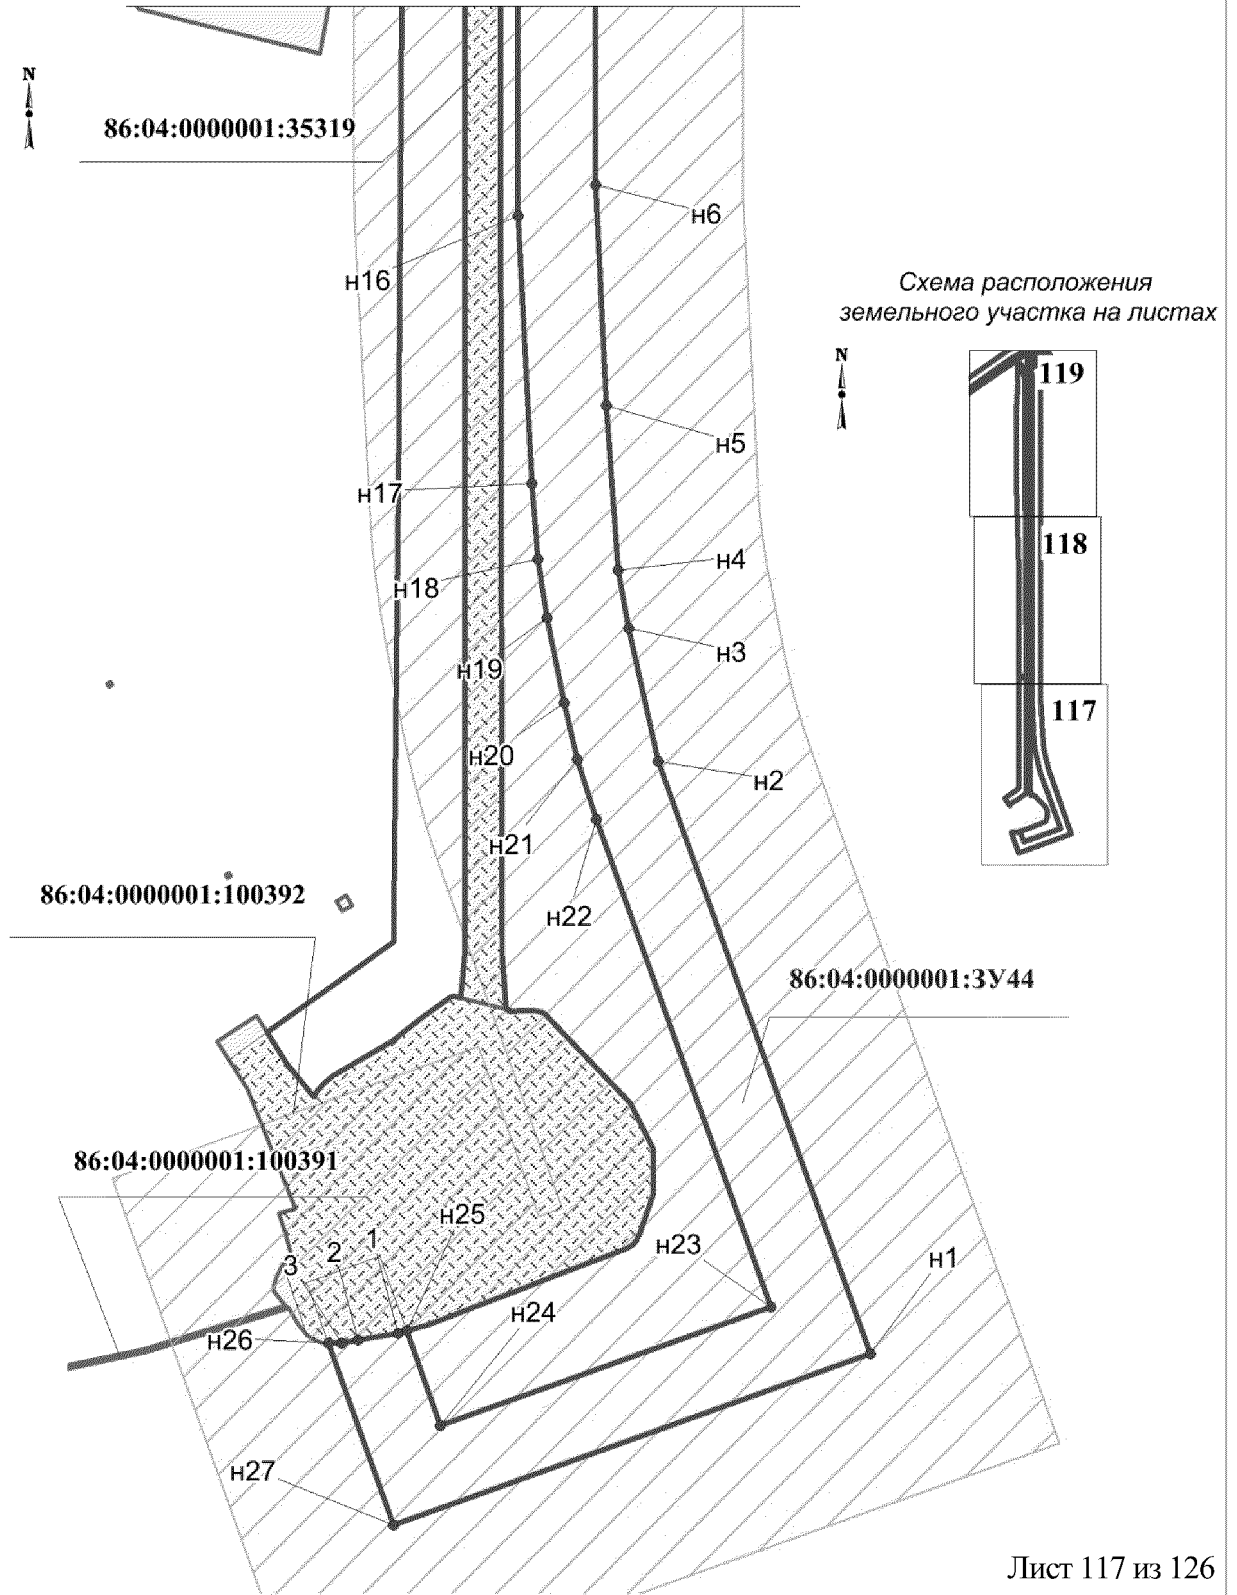 N
86:04:0000001:35319
н6
н16
Схема расположения
земельного участка на листах
N
119
н5
н17
118
н4
н18
н3
н19
117
н20
н2
н21
86:04:0000001:100392
н22
86:04:0000001:ЗУ44
86:04:0000001:100391
н25
1
2
3
н23
н1
н24
н26
н27
Лист 117 из 126